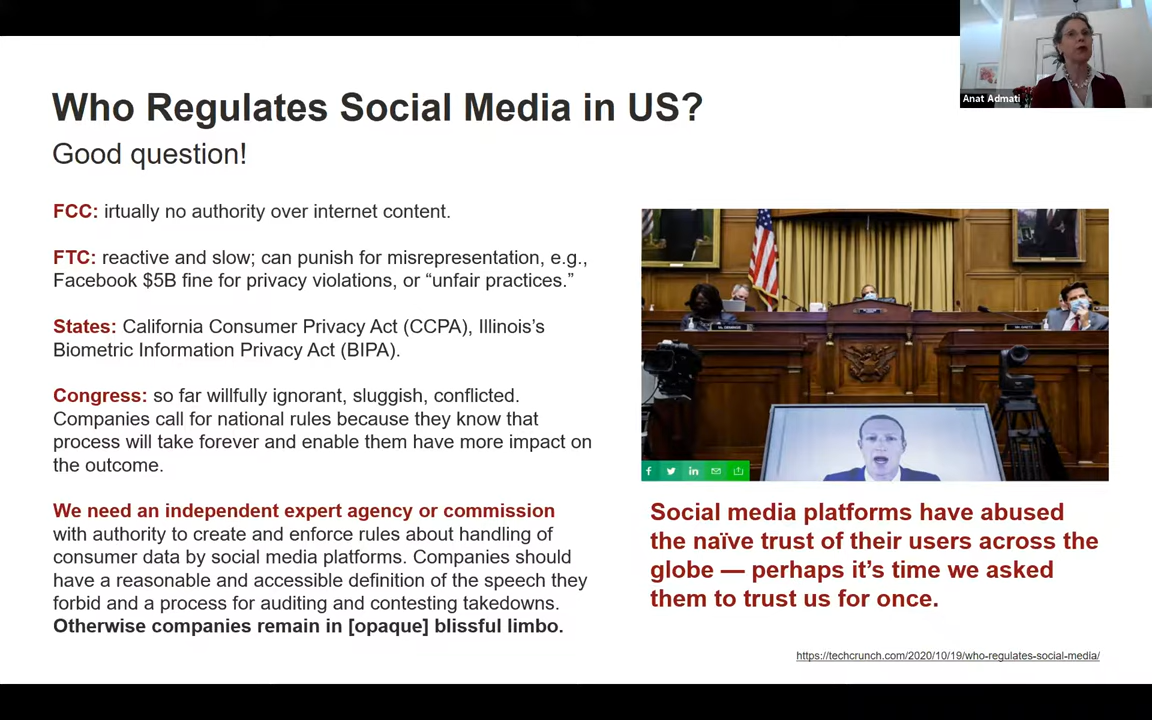 Anat Admati
Who Regulates Social Media in US?
Good question!
FCC: irtually no authority over internet content.
FTC: reactive and slow; can punish for misrepresentation, e.g.,
Facebook $5B fine for privacy violations, or “unfair practices.”
States: California Consumer Privacy Act (CCPA), Illinois’s
Biometric Information Privacy Act (BIPA).
Congress: so far willfully ignorant, sluggish, conflicted.
Companies call for national rules because they know that
process will take forever and enable them have more impact on
the outcome.
We need an independent expert agency or commission
with authority to create and enforce rules about handling of
consumer data by social media platforms. Companies should
have a reasonable and accessible definition of the speech they
forbid and a process for auditing and contesting takedowns.
Otherwise companies remain in [opaque] blissful limbo.
Social media platforms have abused
the naïve trust of their users across the
globe — perhaps it’s time we asked
them to trust us for once.
https://techcrunch.com/2020/10/19/who-regulates-social-media/